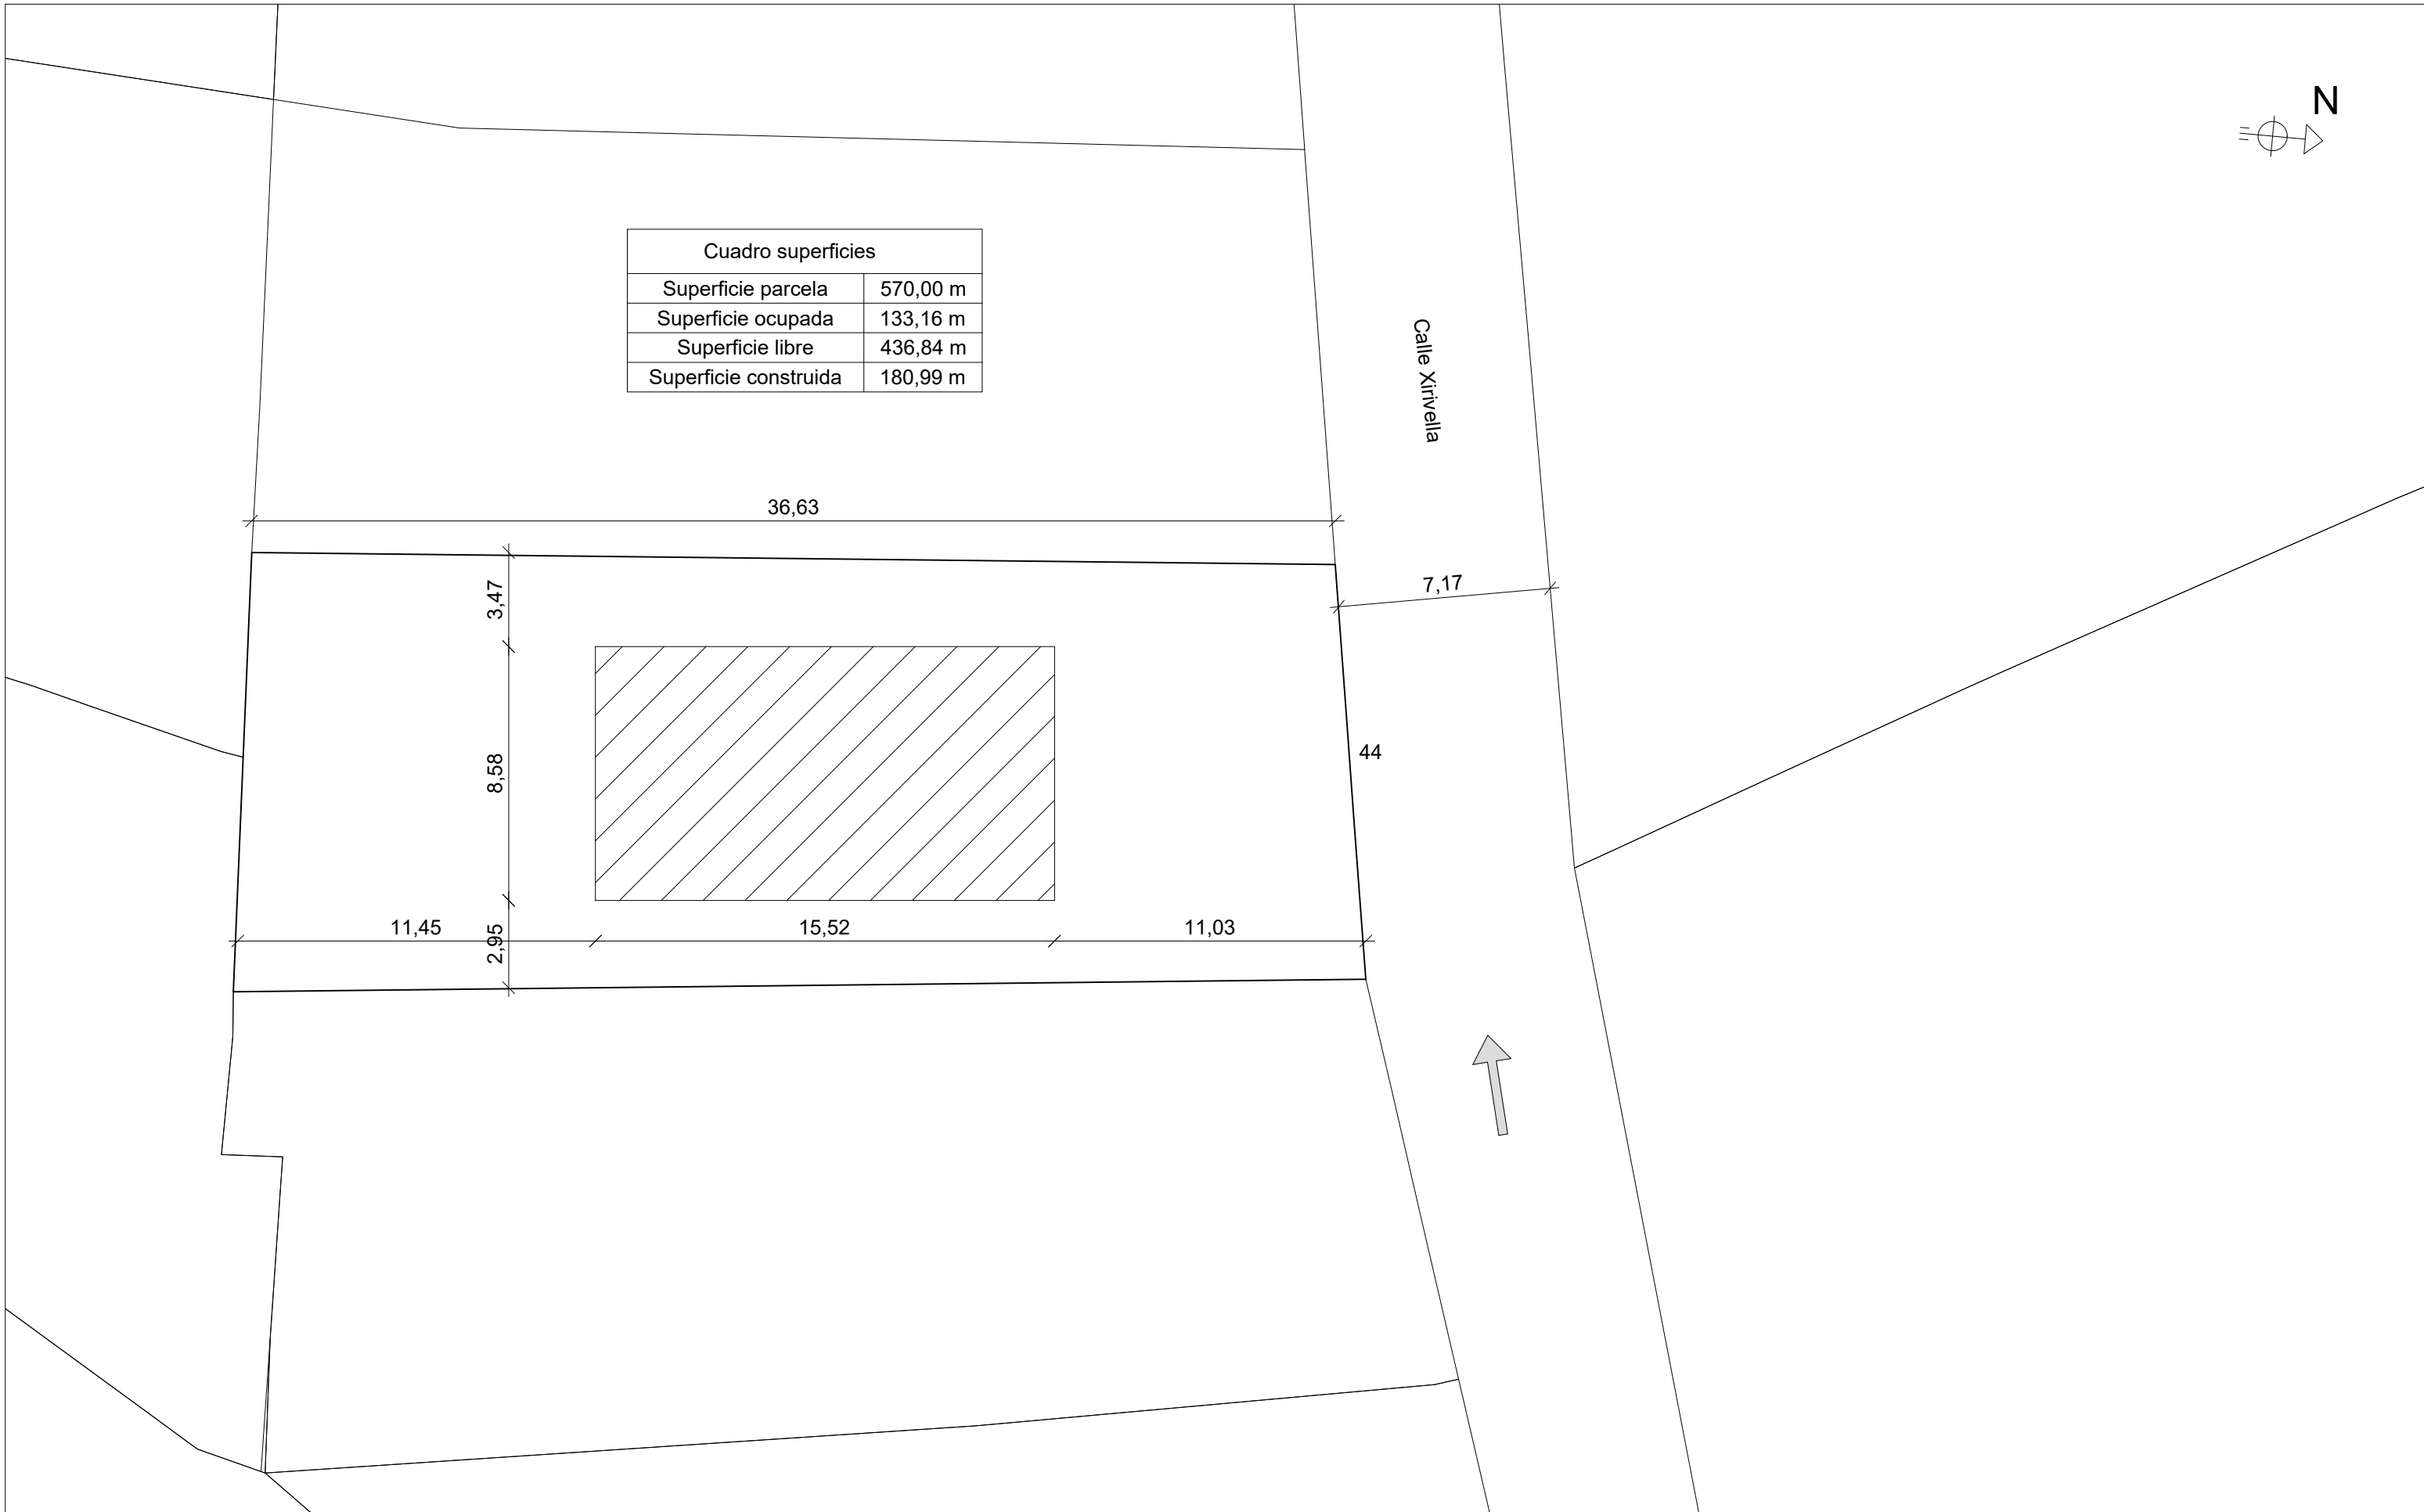 N
Cuadro superficies
Superficie parcela 570,00 m
Superficie ocupada 133,16 m
Superficie libre 436,84 m
Superficie construida 180,99 m
Calle Xirivella
36,63
3,47
7,17
8,58
44
11,45
2,95
15,52
11,03